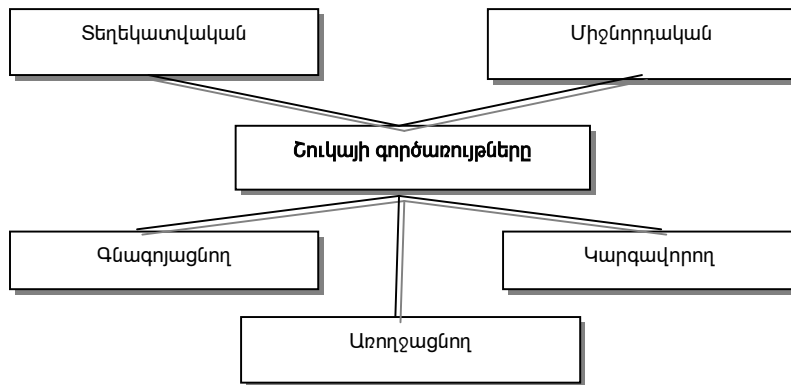 Տեղեկատվական
Միջնորդական
Շուկայի գործառույթները
Գնագոյացնող
Կարգավորող
Առողջացնող